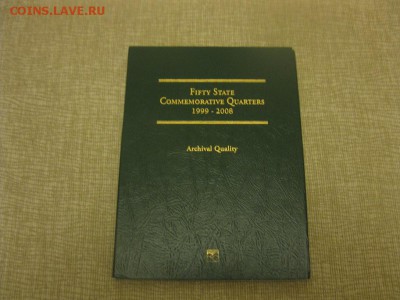 COINS.LAVE.RU
FIFTY STATE
COMMEMORATIVE QUARTERS
1999 - 2008
Archival Quality